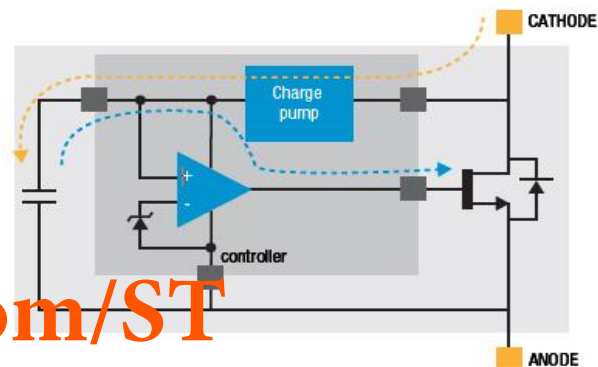 CATHODE
Charge
pump
+
-
controller
om/ST
ANODE